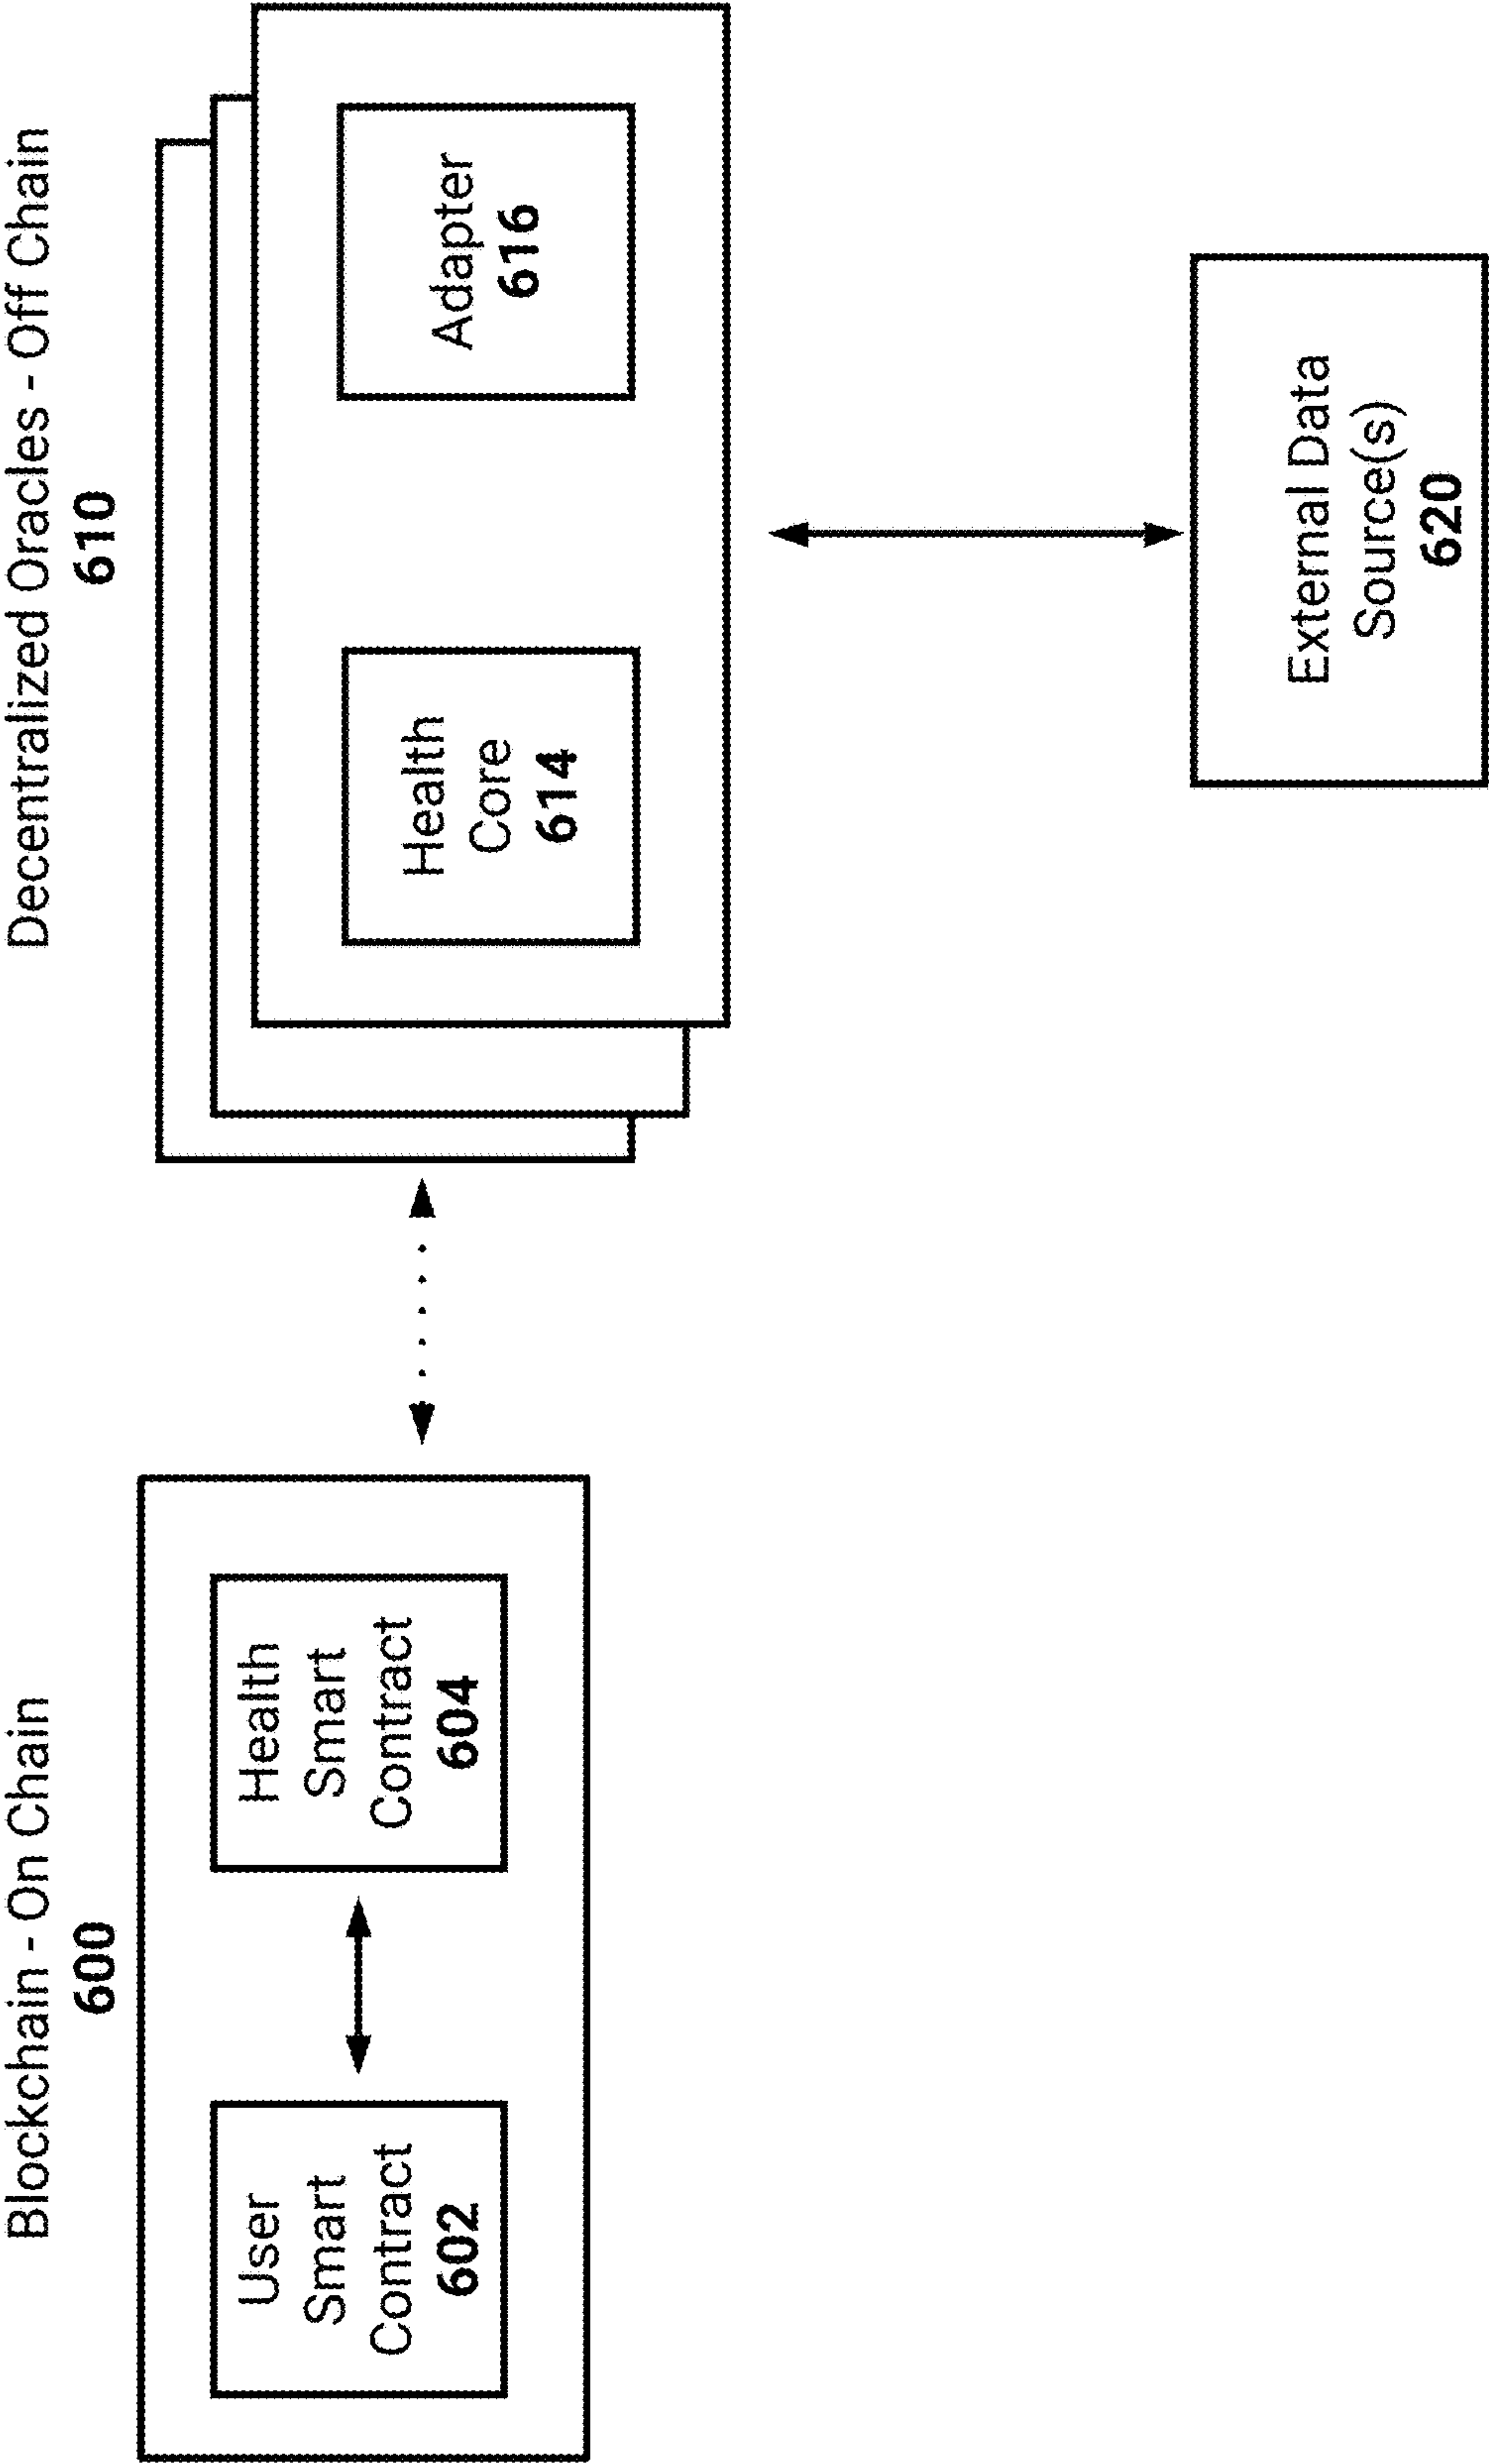 Blockchain - On Chain
600
User
Smart
Contract
602
Health
Smart
Contract
604
Decentralized Oracles - Off Chain
610
Health
Core
614
Adapter
616
External Data
Source(s)
620